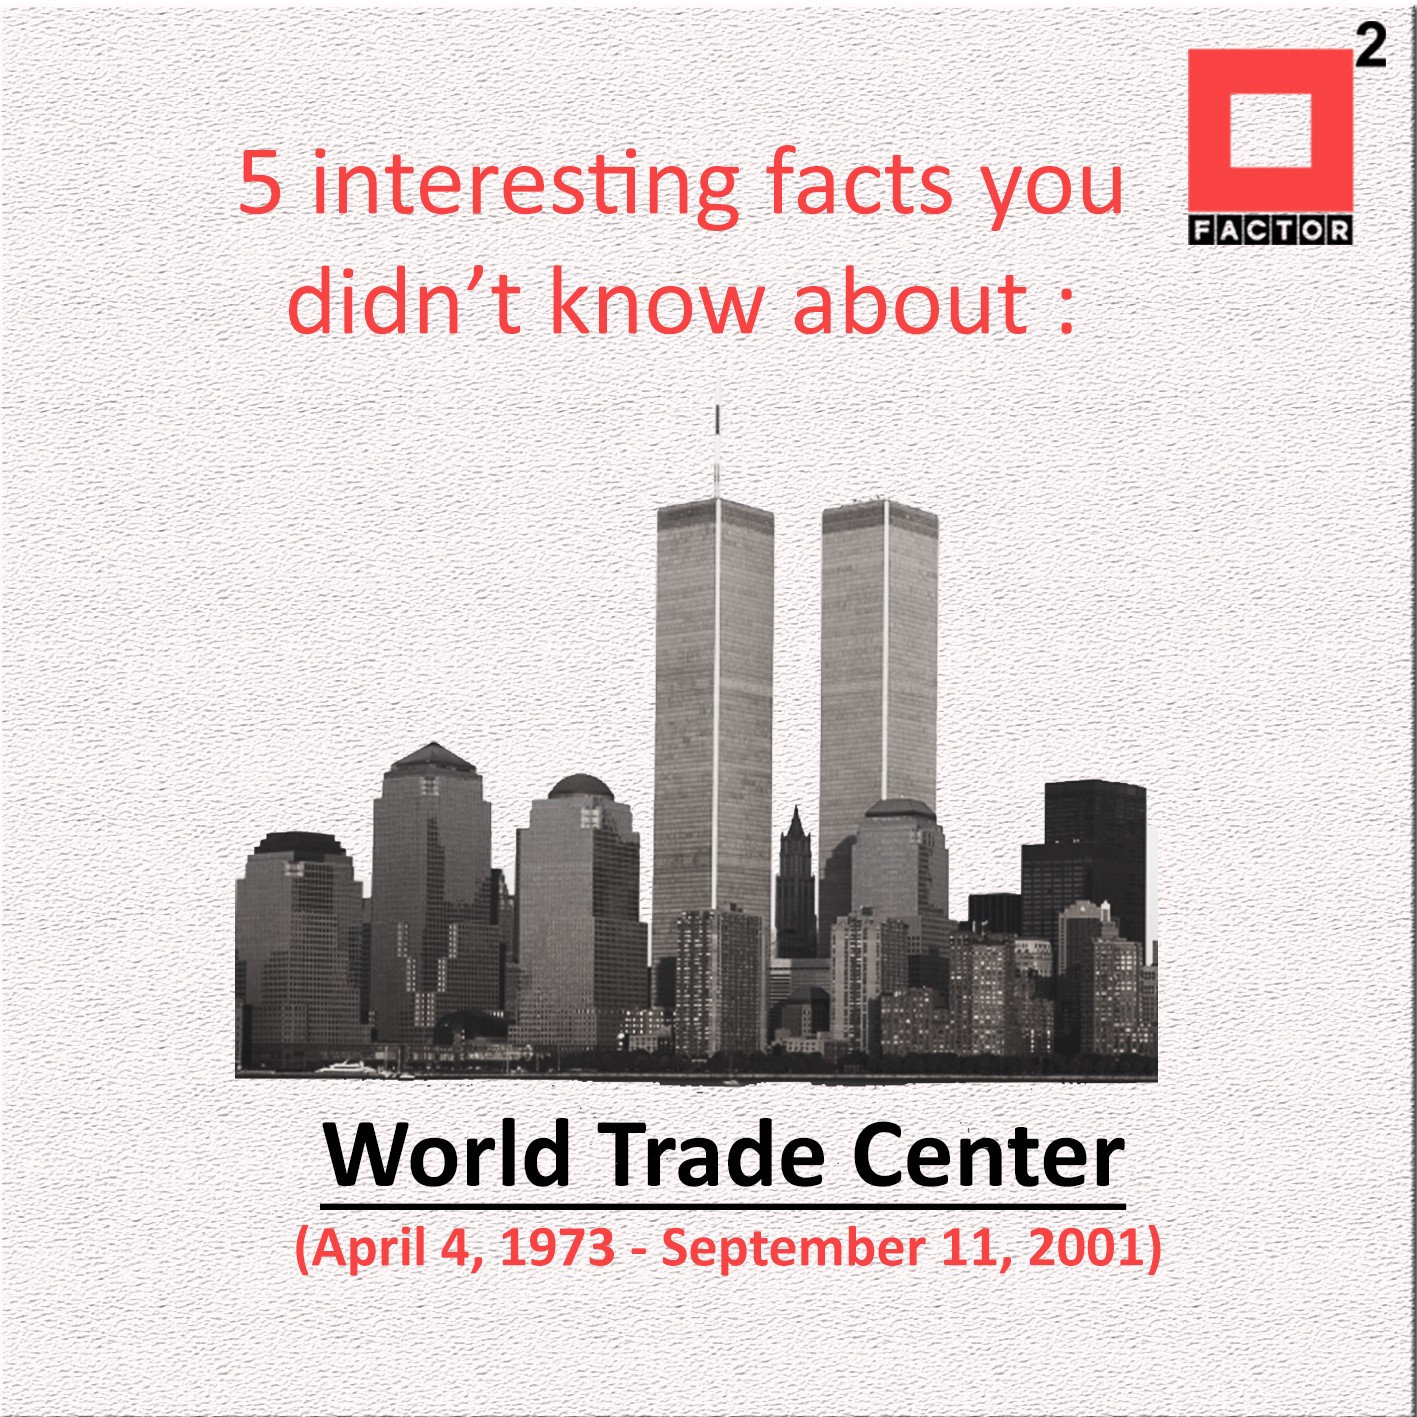 2
FACTOR
5 interesting facts you
didn’t know about :
World Trade Center
(April 4, 1973 - September 11, 2001)